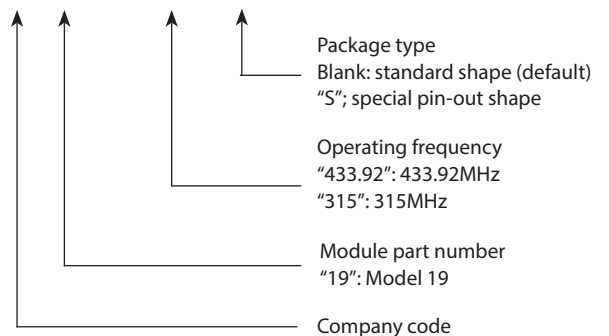 Package type
Blank: standard shape (default)
“S”; special pin-out shape
Operating frequency
“433.92”: 433.92MHz
“315”: 315MHz
Module part number
“19”: Model 19
Company code